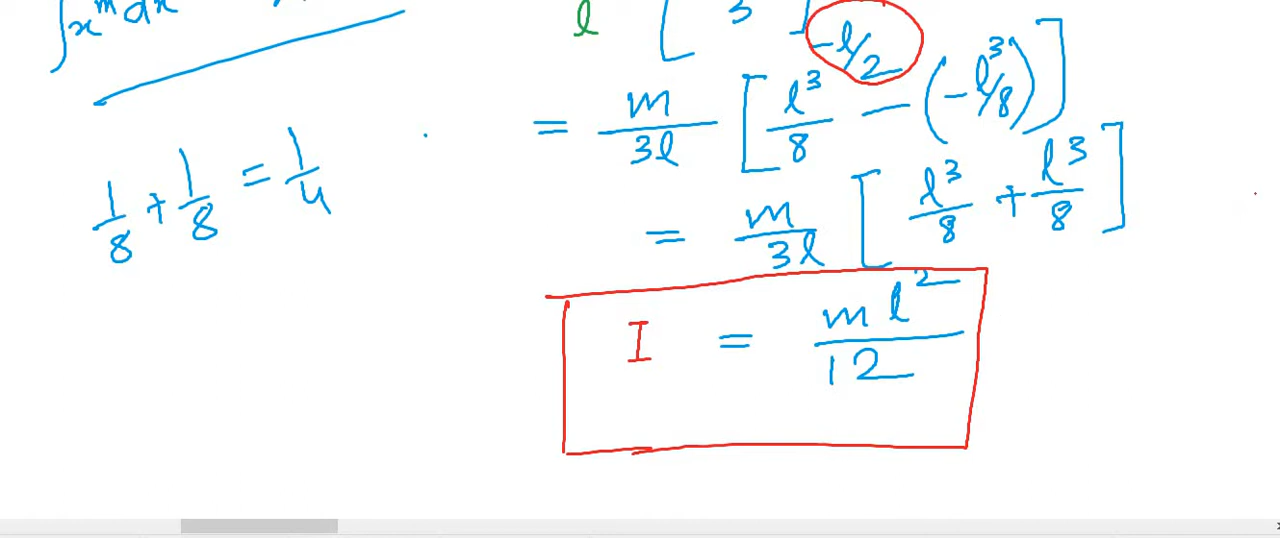 ∫xᵐdx
l [ 3 ]₋l/2
= m/3l [ l³/8 − (−l³/8) ]
1/8 + 1/8 = 1/4
= m/3l [ l³/8 + l³/8 ]
I = ml²/12